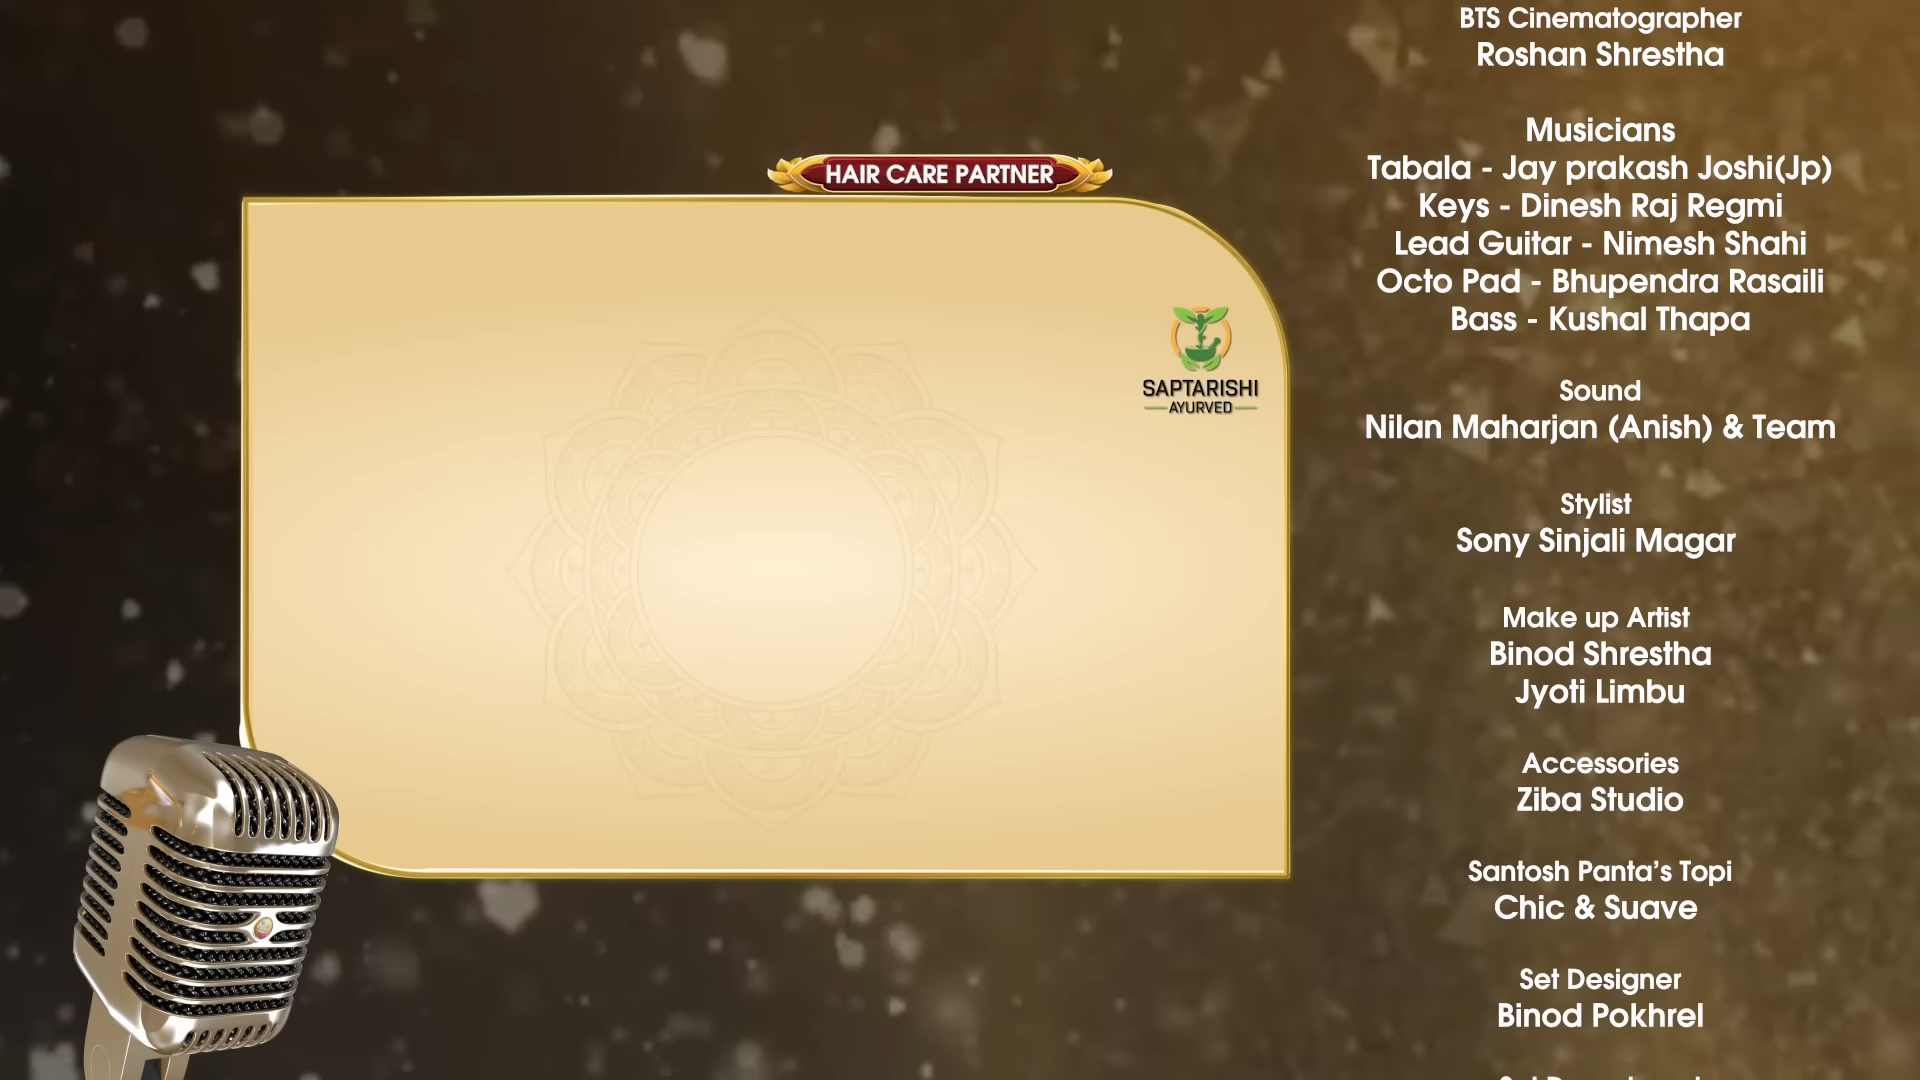 HAIR CARE PARTNER
SAPTARISHI
AYURVED
BTS Cinematographer
Roshan Shrestha
Musicians
Tabala - Jay prakash Joshi(Jp)
Keys - Dinesh Raj Regmi
Lead Guitar - Nimesh Shahi
Octo Pad - Bhupendra Rasaili
Bass - Kushal Thapa
Sound
Nilan Maharjan (Anish) & Team
Stylist
Sony Sinjali Magar
Make up Artist
Binod Shrestha
Jyoti Limbu
Accessories
Ziba Studio
Santosh Panta’s Topi
Chic & Suave
Set Designer
Binod Pokhrel